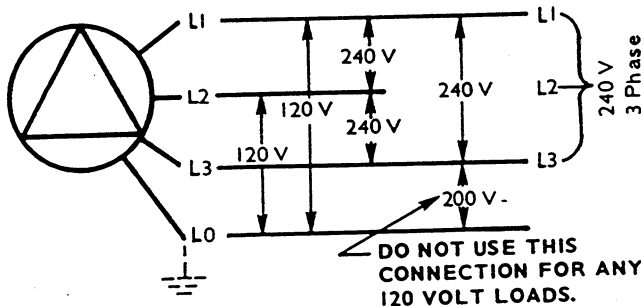 L1
L1
240 V
L2
120 V
240 V
L2
240 V
3 Phase
120 V
240 V
L3
L3
200 V
L0
DO NOT USE THIS
CONNECTION FOR ANY
120 VOLT LOADS.